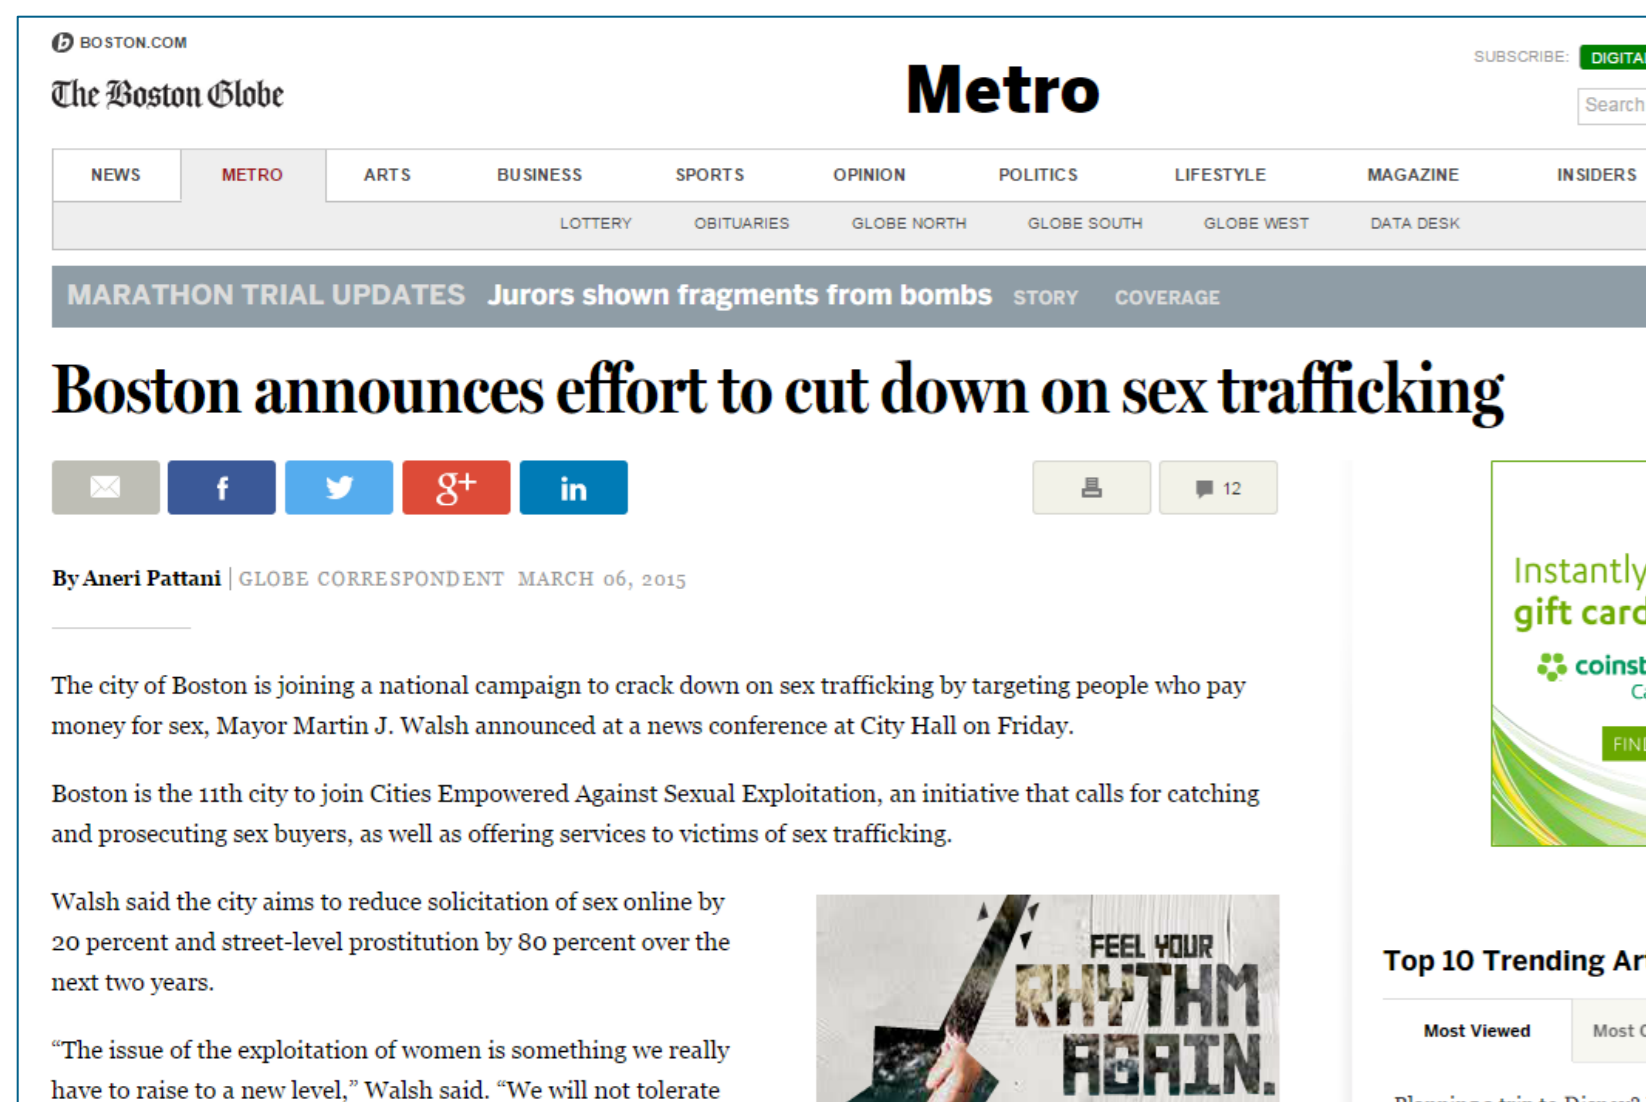 BOSTON.COM
The Boston Globe
Metro
SUBSCRIBE:
Search
NEWS METRO ARTS BUSINESS SPORTS OPINION POLITICS LIFESTYLE MAGAZINE INSIDERS
LOTTERY OBITUARIES GLOBE NORTH GLOBE SOUTH GLOBE WEST DATA DESK
MARATHON TRIAL UPDATES Jurors shown fragments from bombs STORY COVERAGE
Boston announces effort to cut down on sex trafficking
f g+ in 12
By Aneri Pattani | GLOBE CORRESPONDENT MARCH 06, 2015
The city of Boston is joining a national campaign to crack down on sex trafficking by targeting people who pay
money for sex, Mayor Martin J. Walsh announced at a news conference at City Hall on Friday.
Boston is the 11th city to join Cities Empowered Against Sexual Exploitation, an initiative that calls for catching
and prosecuting sex buyers, as well as offering services to victims of sex trafficking.
Walsh said the city aims to reduce solicitation of sex online by
20 percent and street-level prostitution by 80 percent over the
next two years.
“The issue of the exploitation of women is something we really
have to raise to a new level,” Walsh said. “We will not tolerate
FEEL YOUR
RHYTHM
AGAIN.
Instantly
gift card
coinst
Top 10 Trending
Most Viewed Most